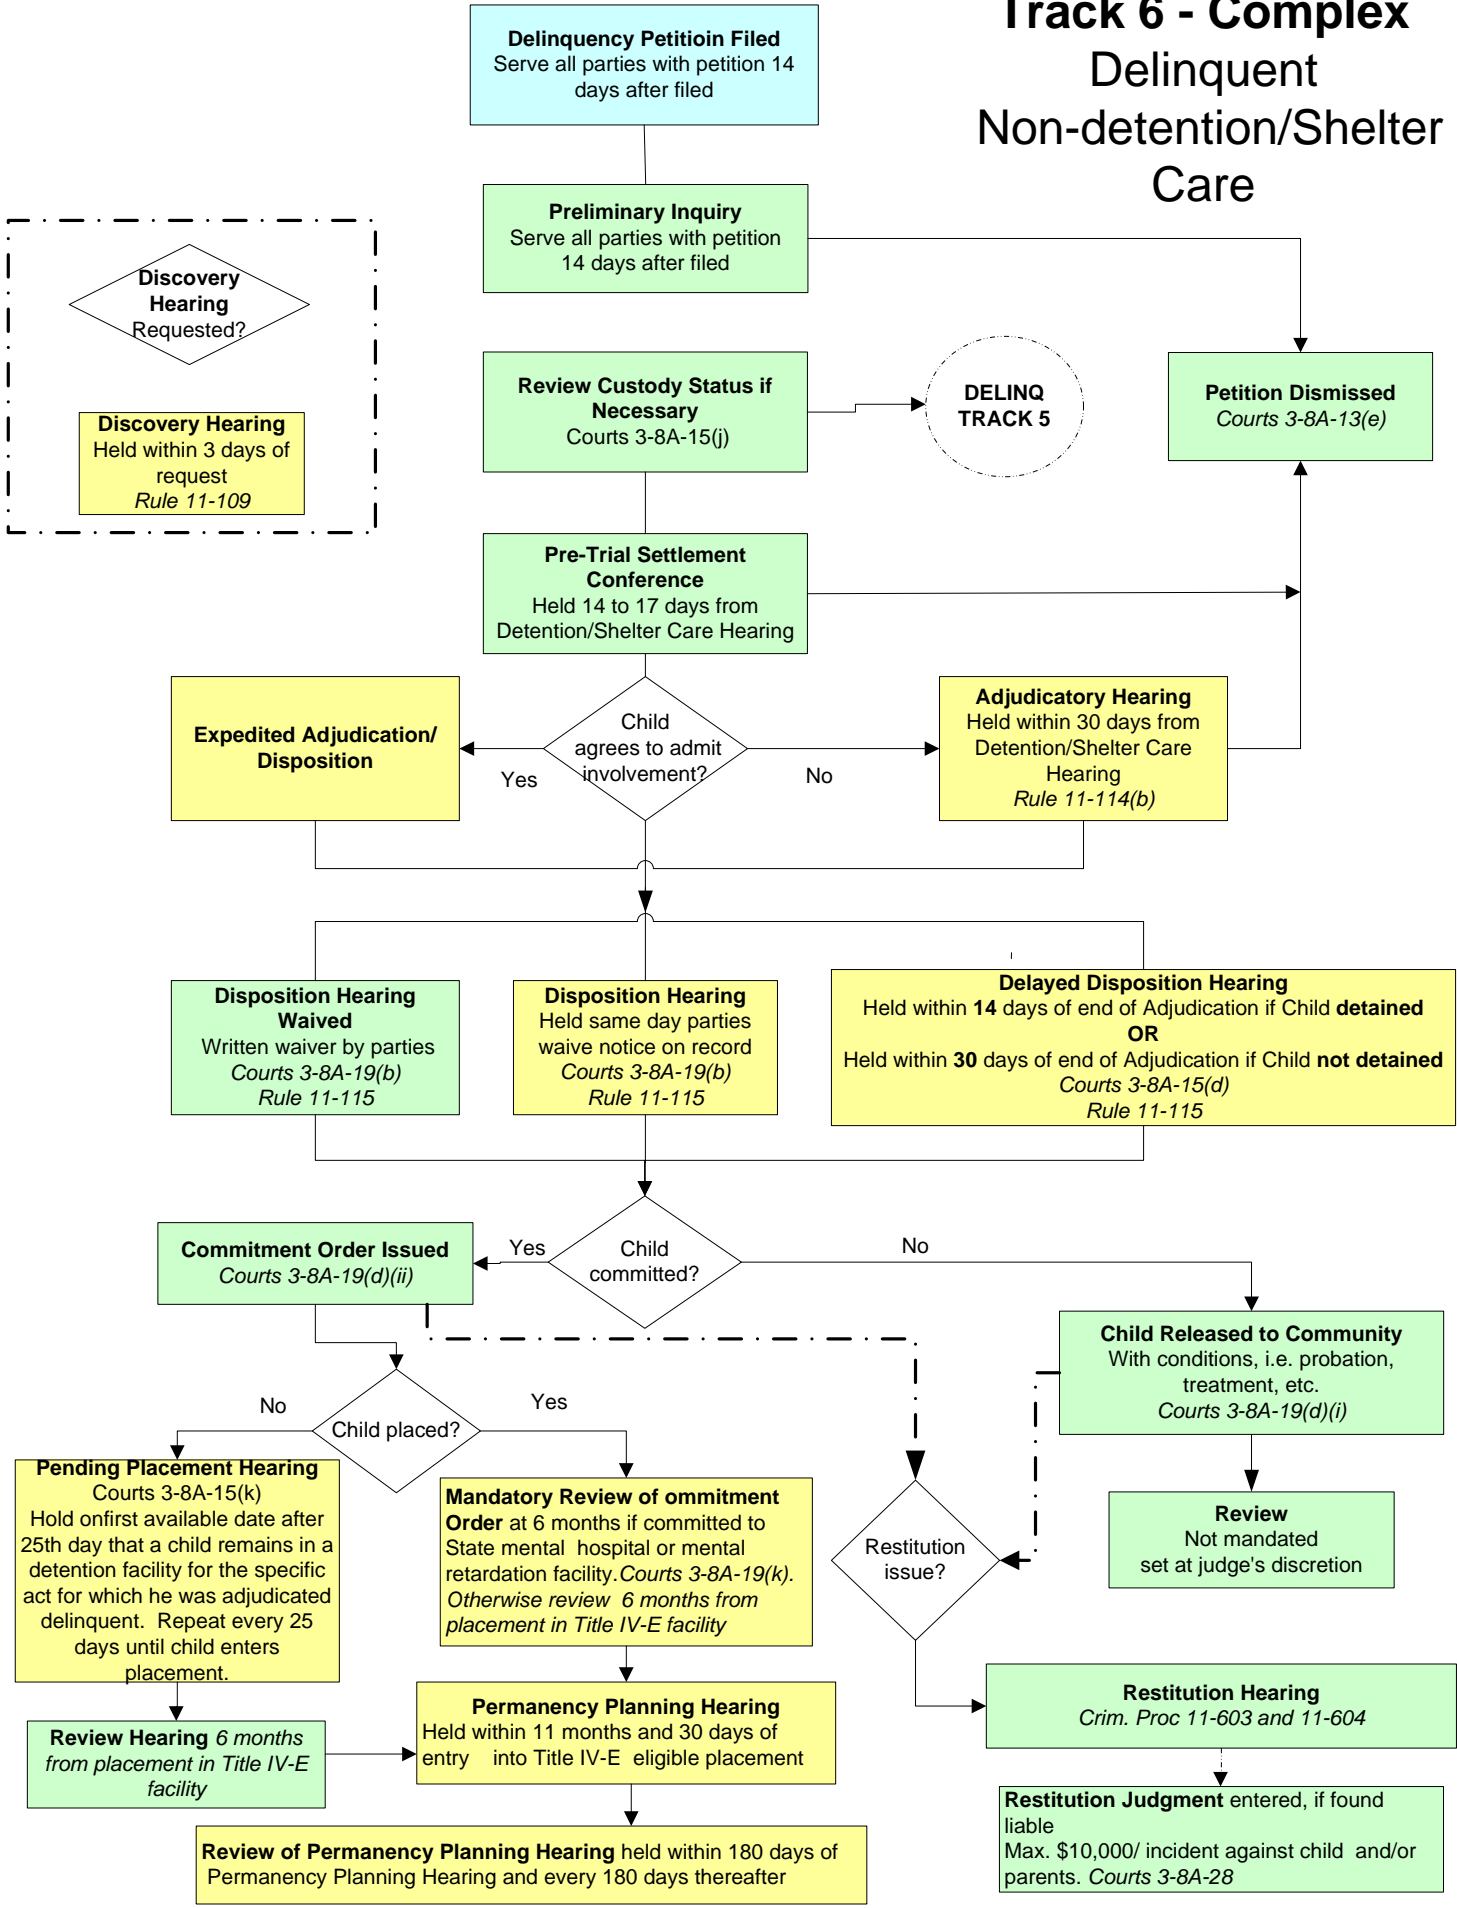 Track 6 - Complex
Delinquent
Non-detention/Shelter
Care
Delinquency Petitioin Filed
Serve all parties with petition 14
days after filed
Preliminary Inquiry
Serve all parties with petition
14 days after filed
Discovery
Hearing
Requested?
Discovery Hearing
Held within 3 days of
request
Rule 11-109
Review Custody Status if
Necessary
Courts 3-8A-15(j)
DELINQ
TRACK 5
Petition Dismissed
Courts 3-8A-13(e)
Pre-Trial Settlement
Conference
Held 14 to 17 days from
Detention/Shelter Care Hearing
Expedited Adjudication/
Disposition
Yes
Child
agrees to admit
involvement?
No
Adjudicatory Hearing
Held within 30 days from
Detention/Shelter Care
Hearing
Rule 11-114(b)
Disposition Hearing
Waived
Written waiver by parties
Courts 3-8A-19(b)
Rule 11-115
Disposition Hearing
Held same day parties
waive notice on record
Courts 3-8A-19(b)
Rule 11-115
Delayed Disposition Hearing
Held within 14 days of end of Adjudication if Child detained
OR
Held within 30 days of end of Adjudication if Child not detained
Courts 3-8A-15(d)
Rule 11-115
Commitment Order Issued
Courts 3-8A-19(d)(ii)
Yes
Child
committed?
No
Child Released to Community
With conditions, i.e. probation,
treatment, etc.
Courts 3-8A-19(d)(i)
No
Child placed?
Yes
Pending Placement Hearing
Courts 3-8A-15(k)
Hold onfirst available date after
25th day that a child remains in a
detention facility for the specific
act for which he was adjudicated
delinquent. Repeat every 25
days until child enters
placement.
Mandatory Review of ommitment
Order at 6 months if committed to
State mental hospital or mental
retardation facility.Courts 3-8A-19(k).
Otherwise review 6 months from
placement in Title IV-E facility
Restitution
issue?
Review
Not mandated
set at judge's discretion
Review Hearing 6 months
from placement in Title IV-E
facility
Permanency Planning Hearing
Held within 11 months and 30 days of
entry into Title IV-E eligible placement
Restitution Hearing
Crim. Proc 11-603 and 11-604
Review of Permanency Planning Hearing held within 180 days of
Permanency Planning Hearing and every 180 days thereafter
Restitution Judgment entered, if found
liable
Max. $10,000/ incident against child and/or
parents. Courts 3-8A-28